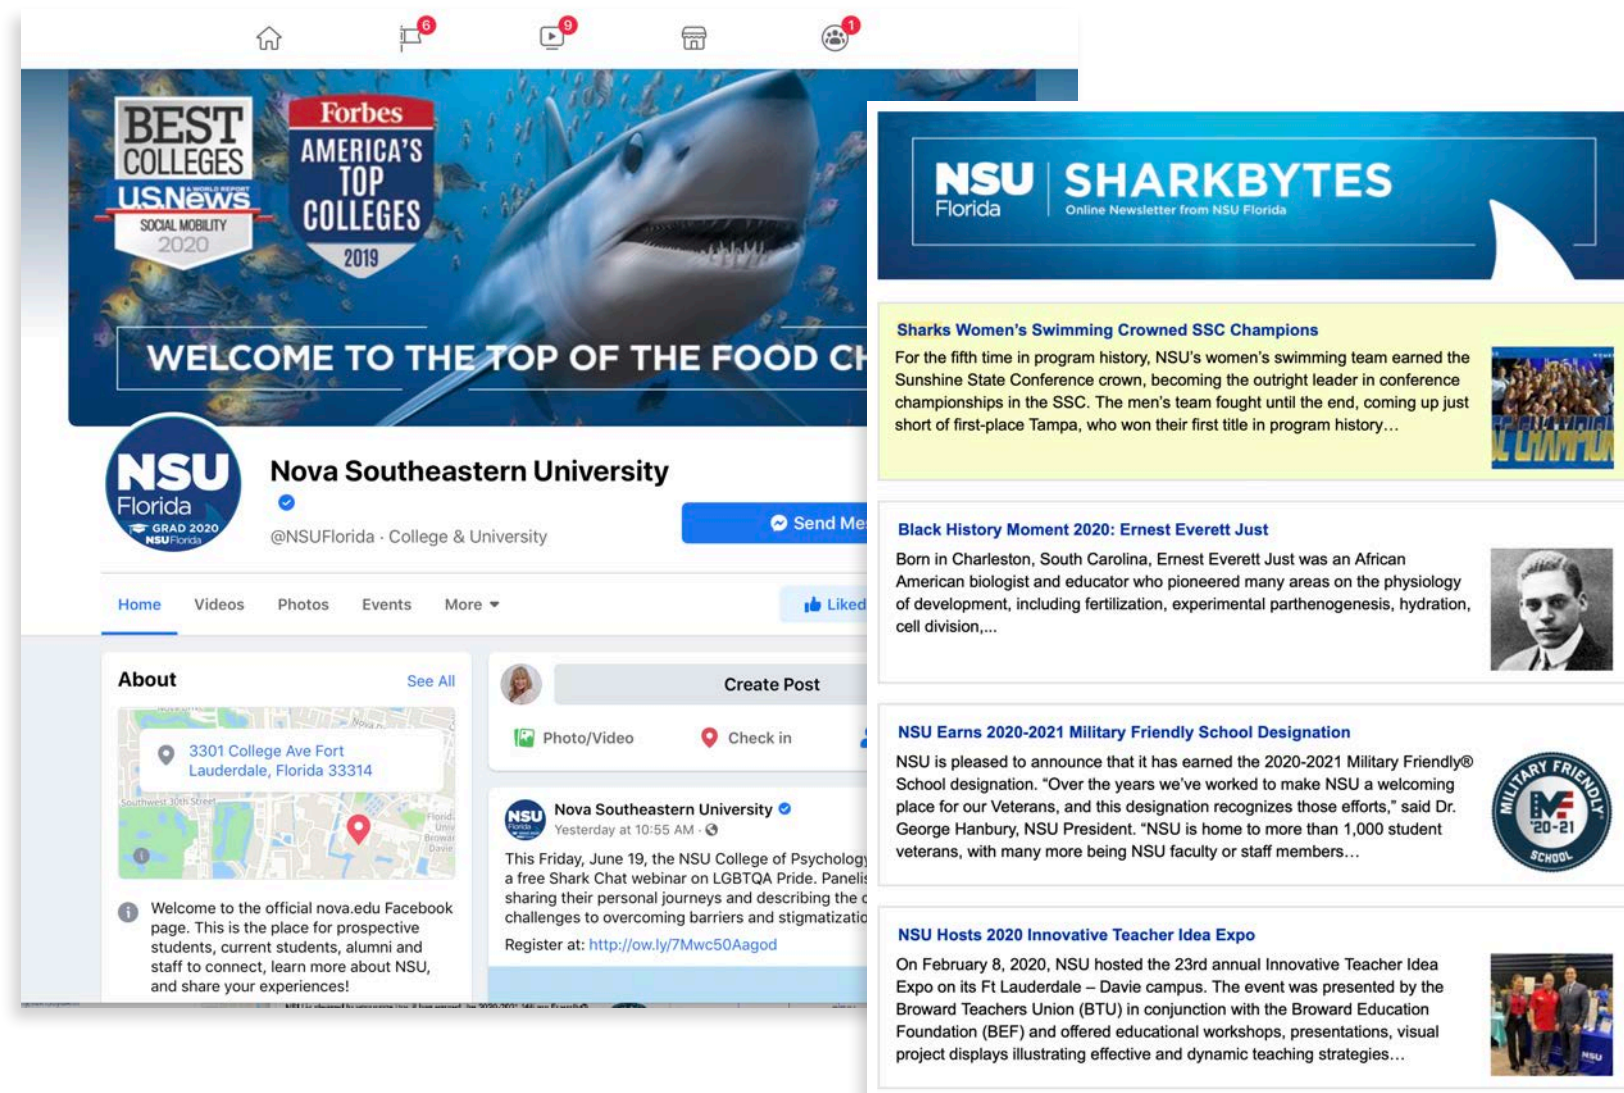 6
9
1
BEST
COLLEGES
U.S.News
& WORLD REPORT
SOCIAL MOBILITY
2020
Forbes
AMERICA'S
TOP
COLLEGES
2019
WELCOME TO THE TOP OF THE FOOD CH
NSU
Florida
GRAD 2020
NSUFlorida
Nova Southeastern University
@NSUFlorida · College & University
Send Mes
Home
Videos
Photos
Events
More
Liked
About
See All
3301 College Ave Fort
Lauderdale, Florida 33314
Southwest 30th Street
Welcome to the official nova.edu Facebook
page. This is the place for prospective
students, current students, alumni and
staff to connect, learn more about NSU,
and share your experiences!
Create Post
Photo/Video
Check in
NSU
Florida
Nova Southeastern University
Yesterday at 10:55 AM ·
This Friday, June 19, the NSU College of Psychology
a free Shark Chat webinar on LGBTQA Pride. Panelis
sharing their personal journeys and describing the c
challenges to overcoming barriers and stigmatizatio
Register at: http://ow.ly/7Mwc50Aagod
NSU
Florida
SHARKBYTES
Online Newsletter from NSU Florida
Sharks Women's Swimming Crowned SSC Champions
For the fifth time in program history, NSU's women's swimming team earned the
Sunshine State Conference crown, becoming the outright leader in conference
championships in the SSC. The men's team fought until the end, coming up just
short of first-place Tampa, who won their first title in program history…
Black History Moment 2020: Ernest Everett Just
Born in Charleston, South Carolina, Ernest Everett Just was an African
American biologist and educator who pioneered many areas on the physiology
of development, including fertilization, experimental parthenogenesis, hydration,
cell division,...
NSU Earns 2020-2021 Military Friendly School Designation
NSU is pleased to announce that it has earned the 2020-2021 Military Friendly®
School designation. "Over the years we've worked to make NSU a welcoming
place for our Veterans, and this designation recognizes those efforts," said Dr.
George Hanbury, NSU President. "NSU is home to more than 1,000 student
veterans, with many more being NSU faculty or staff members…
MILITARY FRIENDLY®
'20-21
SCHOOL
NSU Hosts 2020 Innovative Teacher Idea Expo
On February 8, 2020, NSU hosted the 23rd annual Innovative Teacher Idea
Expo on its Ft Lauderdale – Davie campus. The event was presented by the
Broward Teachers Union (BTU) in conjunction with the Broward Education
Foundation (BEF) and offered educational workshops, presentations, visual
project displays illustrating effective and dynamic teaching strategies…
NSU